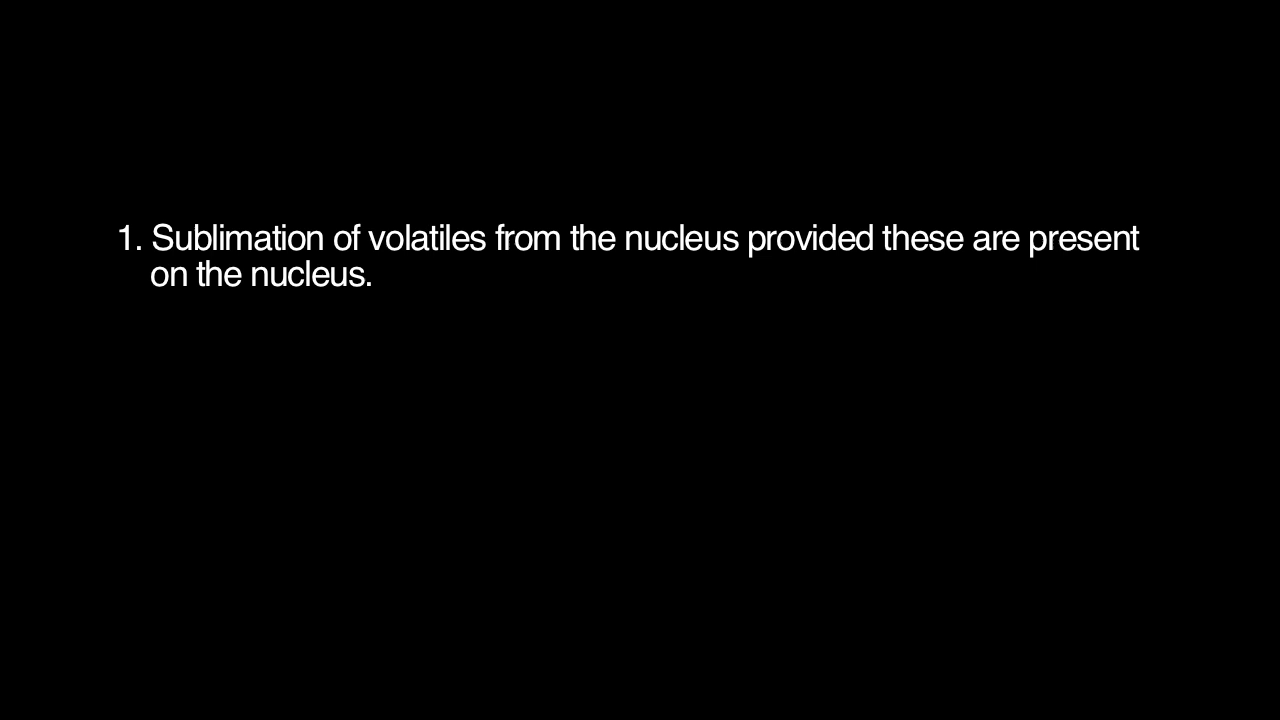 1. Sublimation of volatiles from the nucleus provided these are present
on the nucleus.